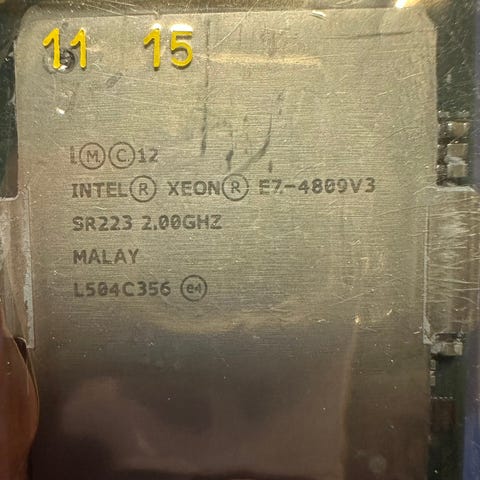 11 15
i Ⓜ Ⓒ 12
INTEL® XEON® E7-4809V3
SR223 2.00GHZ
MALAY
L504C356 e4